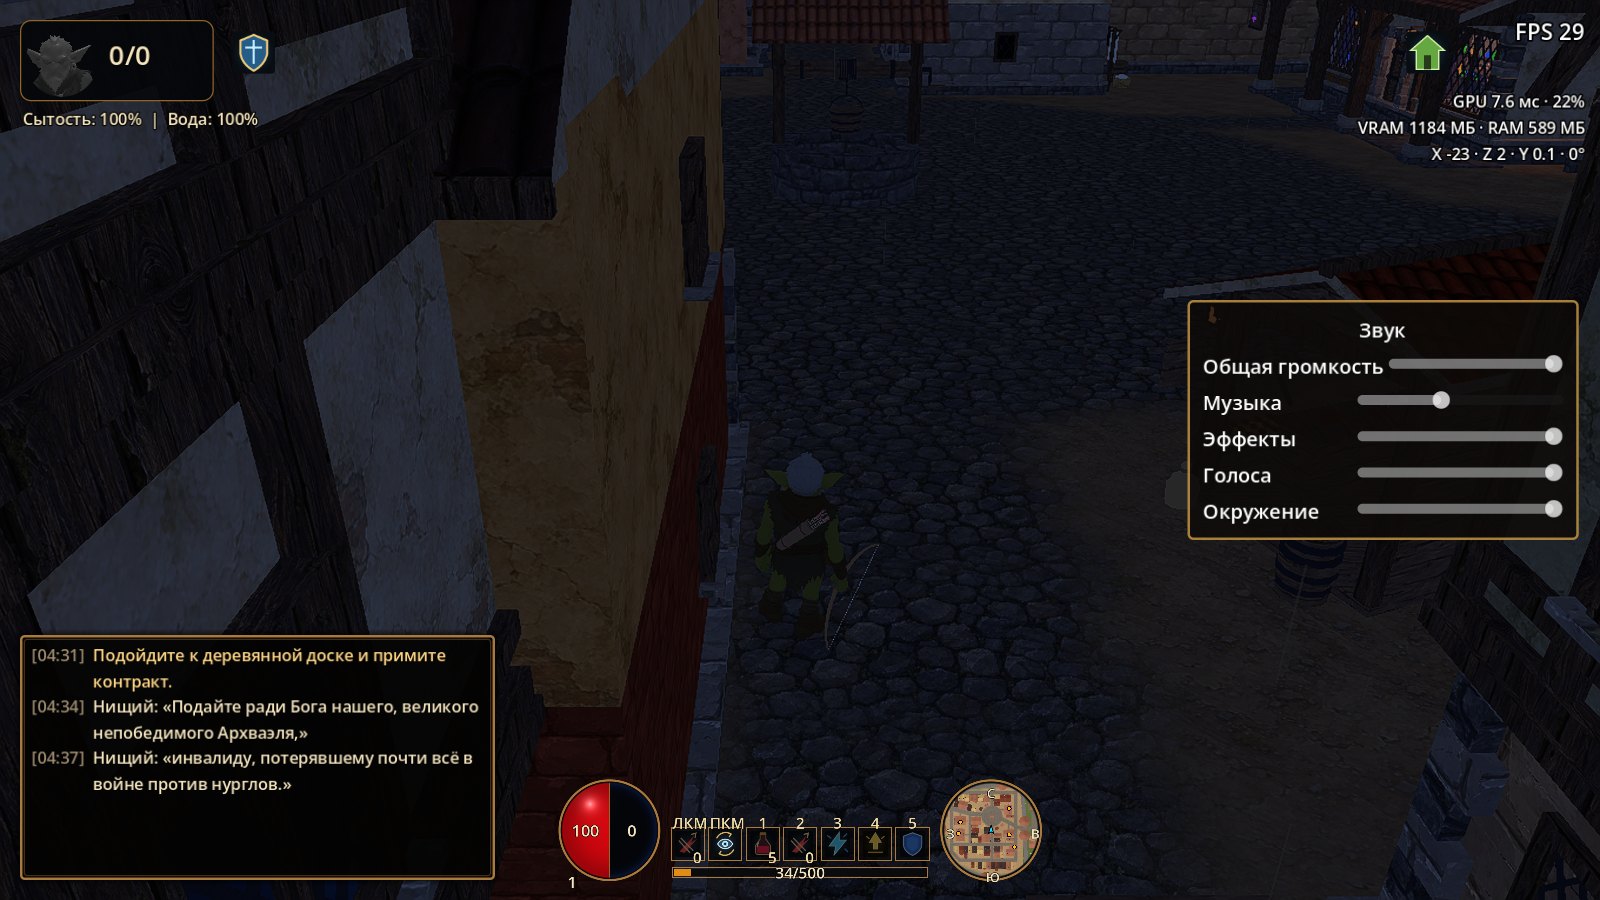 0/0
Сытость: 100% | Вода: 100%
FPS 29
GPU 7.6 мс · 22%
VRAM 1184 МБ · RAM 589 МБ
X -23 · Z 2 · Y 0.1 · 0°
Звук
Общая громкость
Музыка
Эффекты
Голоса
Окружение
[04:31] Подойдите к деревянной доске и примите
контракт.
[04:34] Нищий: «Подайте ради Бога нашего, великого
непобедимого Архваэля,»
[04:37] Нищий: «инвалиду, потерявшему почти всё в
войне против нурглов.»
100 0
1
ЛКМ ПКМ 1 2 3 4 5
0 5 0
34/500
С
З В
Ю